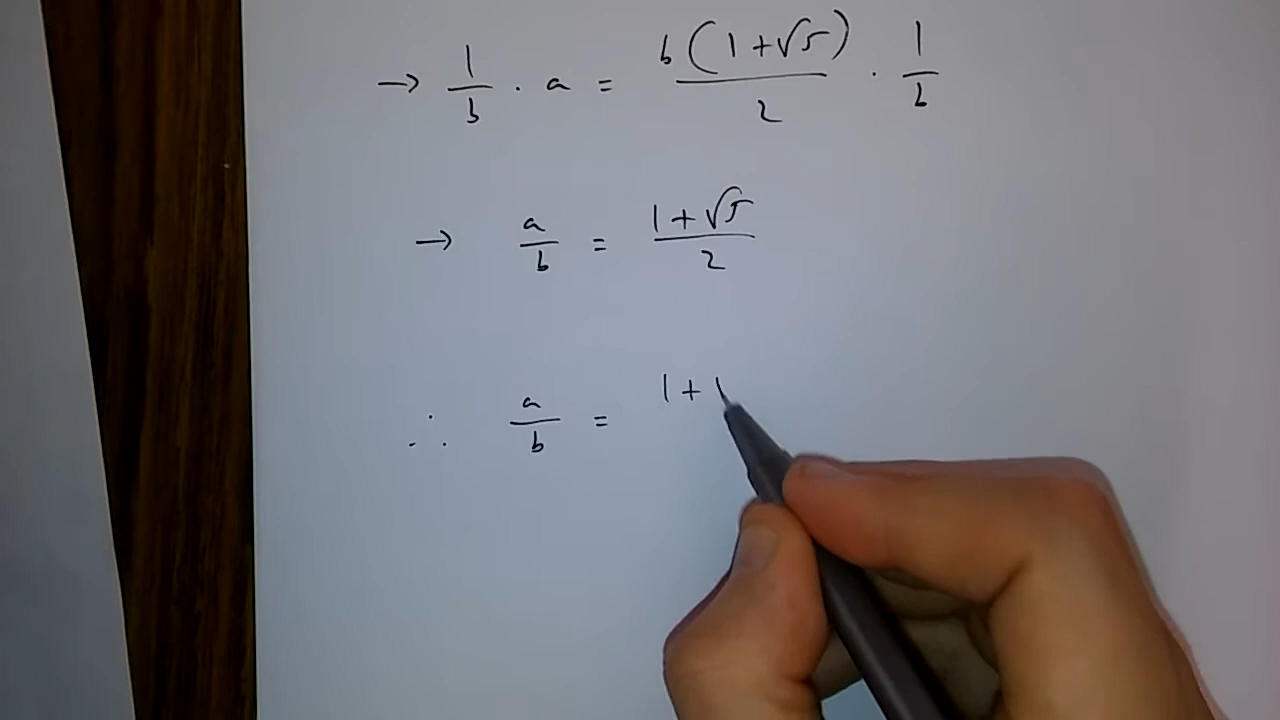 → 1/b · a = b(1+√5)/2 · 1/b
→ a/b = 1+√5/2
∴ a/b = 1+